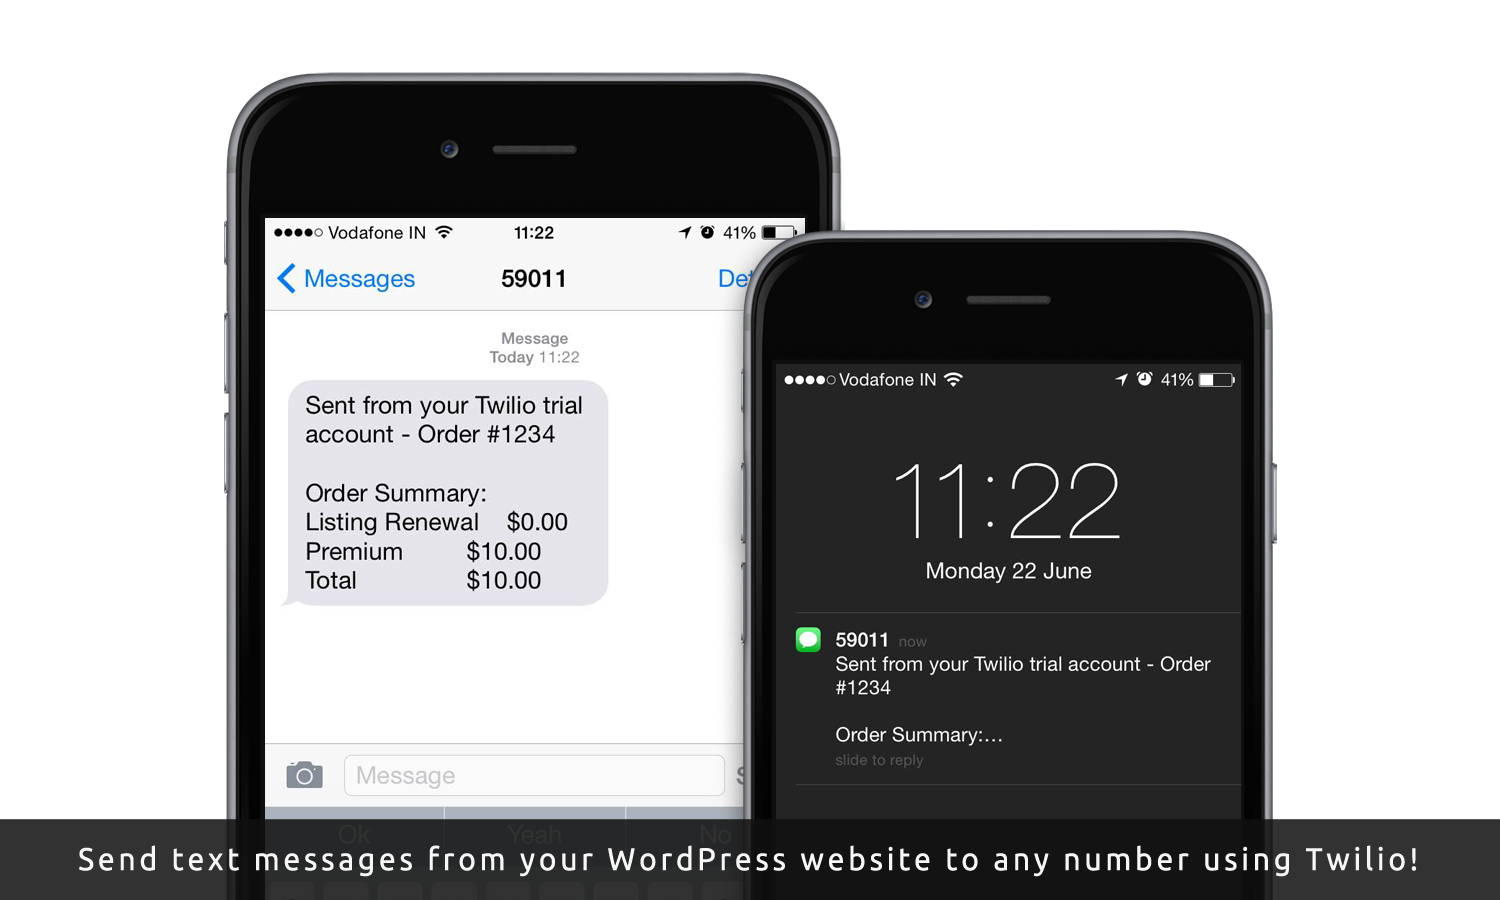 Vodafone IN
11:22
41%
Messages
59011
Message
Today 11:22
Sent from your Twilio trial
account - Order #1234
Order Summary:
Listing Renewal $0.00
Premium $10.00
Total $10.00
Message
Ok
Yeah
No
Vodafone IN
41%
11:22
Monday 22 June
59011 now
Sent from your Twilio trial account - Order
#1234
Order Summary:...
slide to reply
Send text messages from your WordPress website to any number using Twilio!